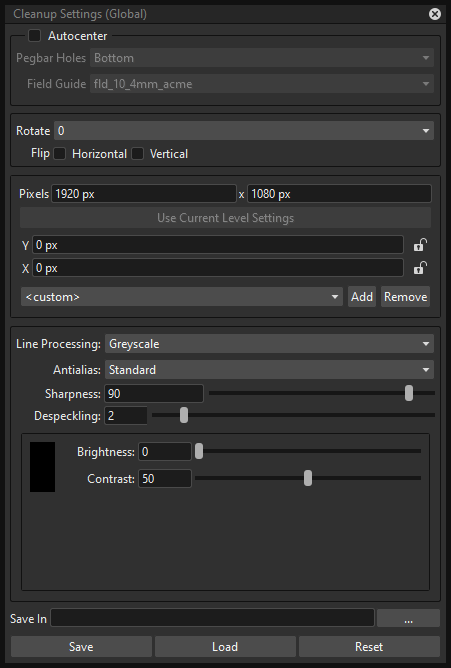 Cleanup Settings (Global)
Autocenter
Pegbar Holes Bottom
Field Guide fld_10_4mm_acme
Rotate 0
Flip Horizontal Vertical
Pixels 1920 px x 1080 px
Use Current Level Settings
Y 0 px
X 0 px
<custom> Add Remove
Line Processing: Greyscale
Antialias: Standard
Sharpness: 90
Despeckling: 2
Brightness: 0
Contrast: 50
Save In ...
Save Load Reset